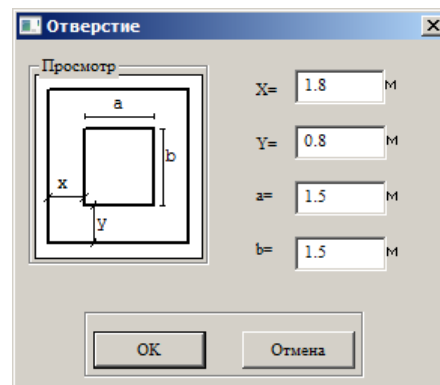 Отверстие
Просмотр
a
b
x
y
X= 1.8 м
Y= 0.8 м
a= 1.5 м
b= 1.5 м
OK Отмена